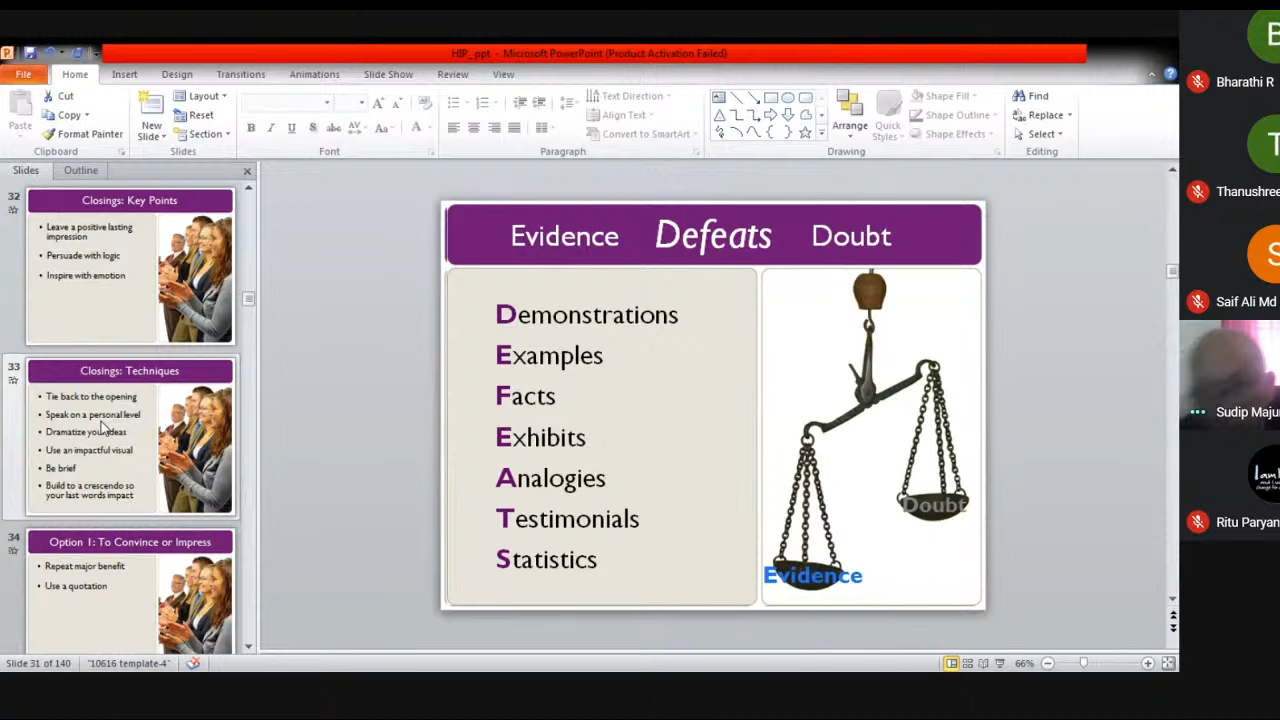 HIP_ppt - Microsoft PowerPoint (Product Activation Failed)
File Home Insert Design Transitions Animations Slide Show Review View
Paste
Cut
Copy
Format Painter
Clipboard
New Slide
Layout
Reset
Section
Slides
B I U S abc AV Aa A
Font
Text Direction
Align Text
Convert to SmartArt
Paragraph
Arrange
Quick Styles
Shape Fill
Shape Outline
Shape Effects
Drawing
Find
Replace
Select
Editing
Slides Outline
32
Closings: Key Points
• Leave a positive lasting
impression
• Persuade with logic
• Inspire with emotion
33
Closings: Techniques
• Tie back to the opening
• Speak on a personal level
• Dramatize your ideas
• Use an impactful visual
• Be brief
• Build to a crescendo so
your last words impact
34
Option 1: To Convince or Impress
• Repeat major benefit
• Use a quotation
Evidence Defeats Doubt
Demonstrations
Examples
Facts
Exhibits
Analogies
Testimonials
Statistics
Doubt
Evidence
Slide 31 of 140 "10616 template-4" 66%
B
Bharathi R
T
Thanushree
S
Saif Ali Md
Sudip Maju
Ritu Paryan